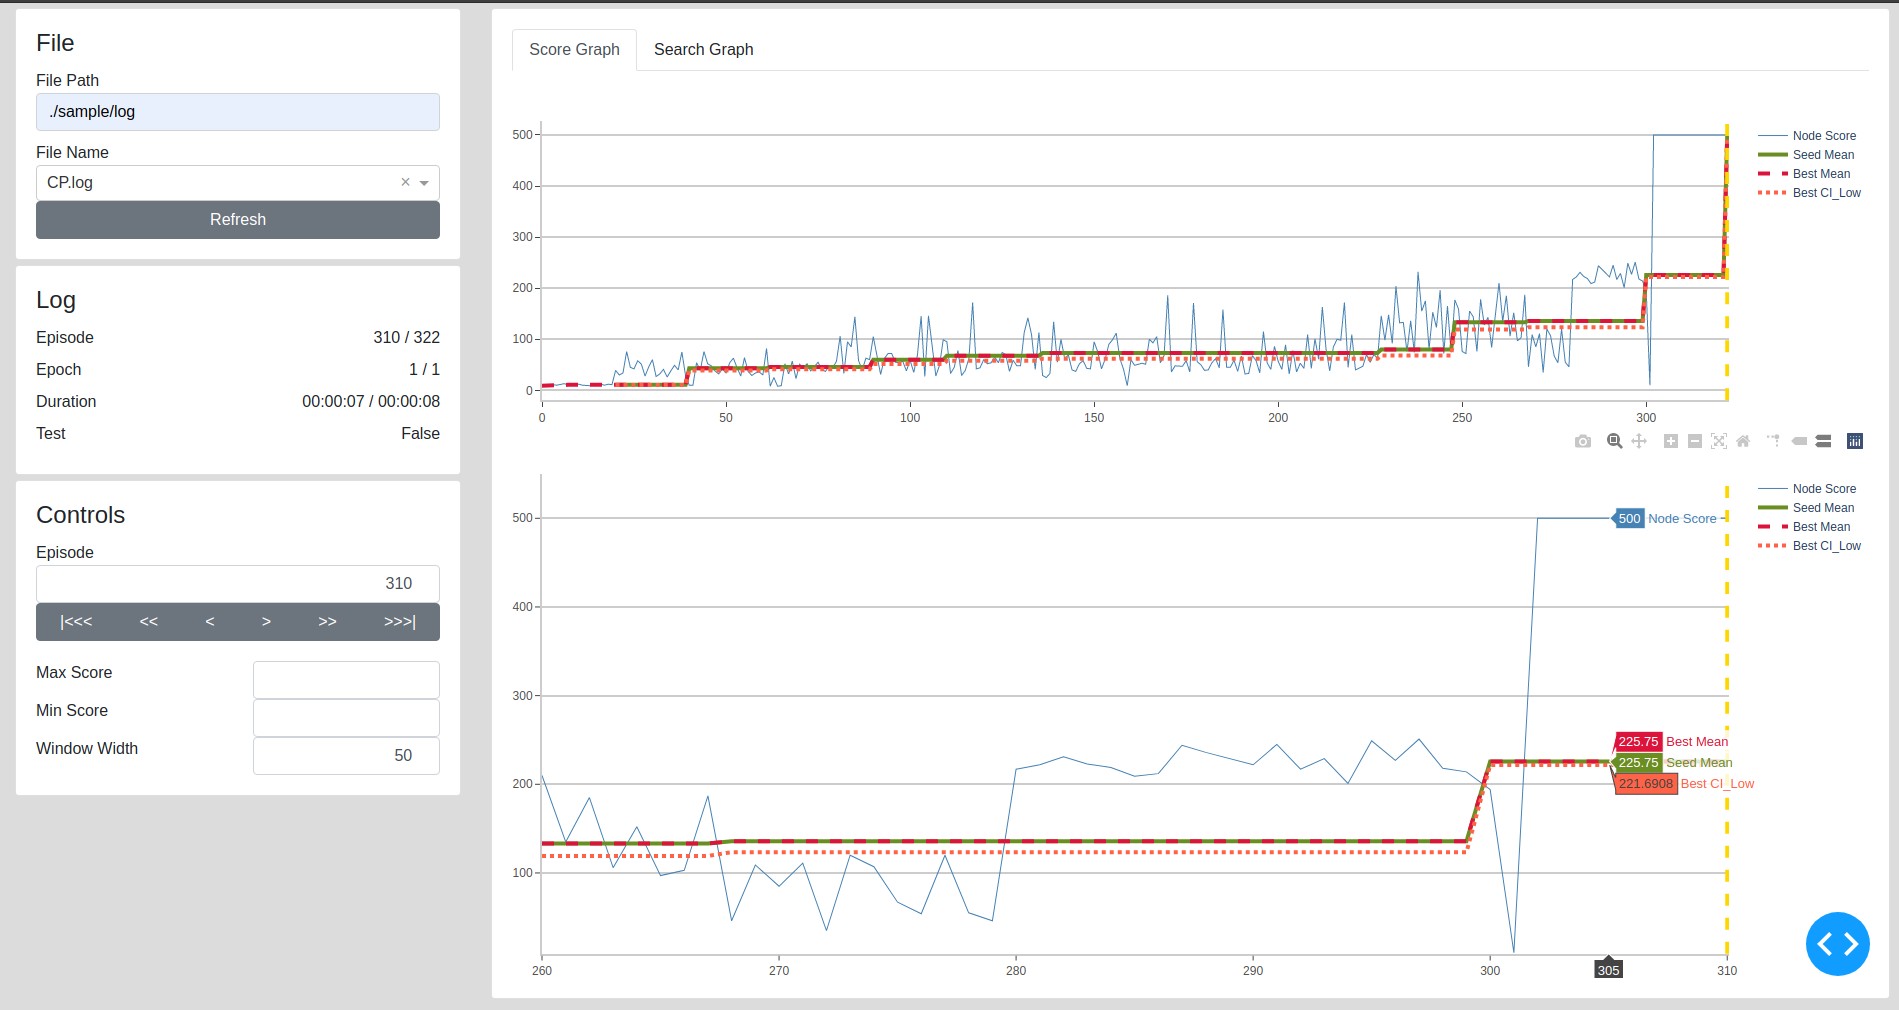 File
File Path
./sample/log
File Name
CP.log ×
Refresh
Log
Episode 310 / 322
Epoch 1 / 1
Duration 00:00:07 / 00:00:08
Test False
Controls
Episode
310
|<<< << < > >> >>>|
Max Score
Min Score
Window Width 50
Score Graph Search Graph
500
400
300
200
100
0
0 50 100 150 200 250 300
Node Score
Seed Mean
Best Mean
Best CI_Low
500
400
300
200
100
260 270 280 290 300 305 310
500 Node Score
225.75 Best Mean
225.75 Seed Mean
221.6908 Best CI_Low
Node Score
Seed Mean
Best Mean
Best CI_Low